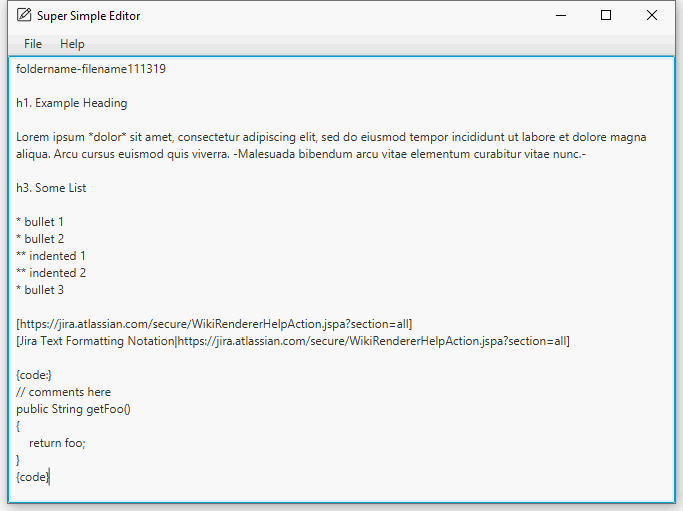 Super Simple Editor
File Help
foldername-filename111319
h1. Example Heading
Lorem ipsum *dolor* sit amet, consectetur adipiscing elit, sed do eiusmod tempor incididunt ut labore et dolore magna
aliqua. Arcu cursus euismod quis viverra. -Malesuada bibendum arcu vitae elementum curabitur vitae nunc.-
h3. Some List
* bullet 1
* bullet 2
** indented 1
** indented 2
* bullet 3
[https://jira.atlassian.com/secure/WikiRendererHelpAction.jspa?section=all]
[Jira Text Formatting Notation|https://jira.atlassian.com/secure/WikiRendererHelpAction.jspa?section=all]
{code:}
// comments here
public String getFoo()
{
    return foo;
}
{code}